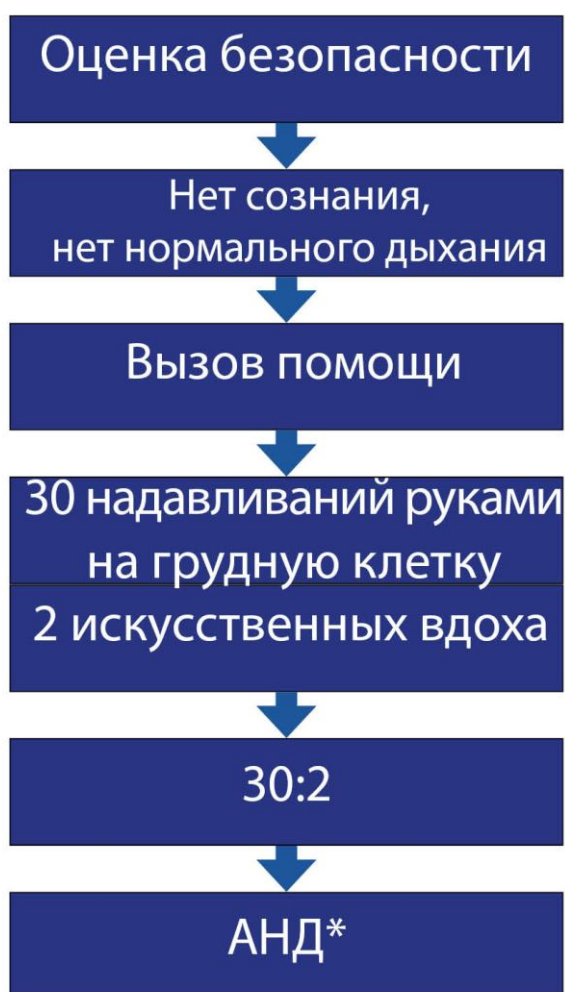 Оценка безопасности
Нет сознания,
нет нормального дыхания
Вызов помощи
30 надавливаний руками
на грудную клетку
2 искусственных вдоха
30:2
АНД*